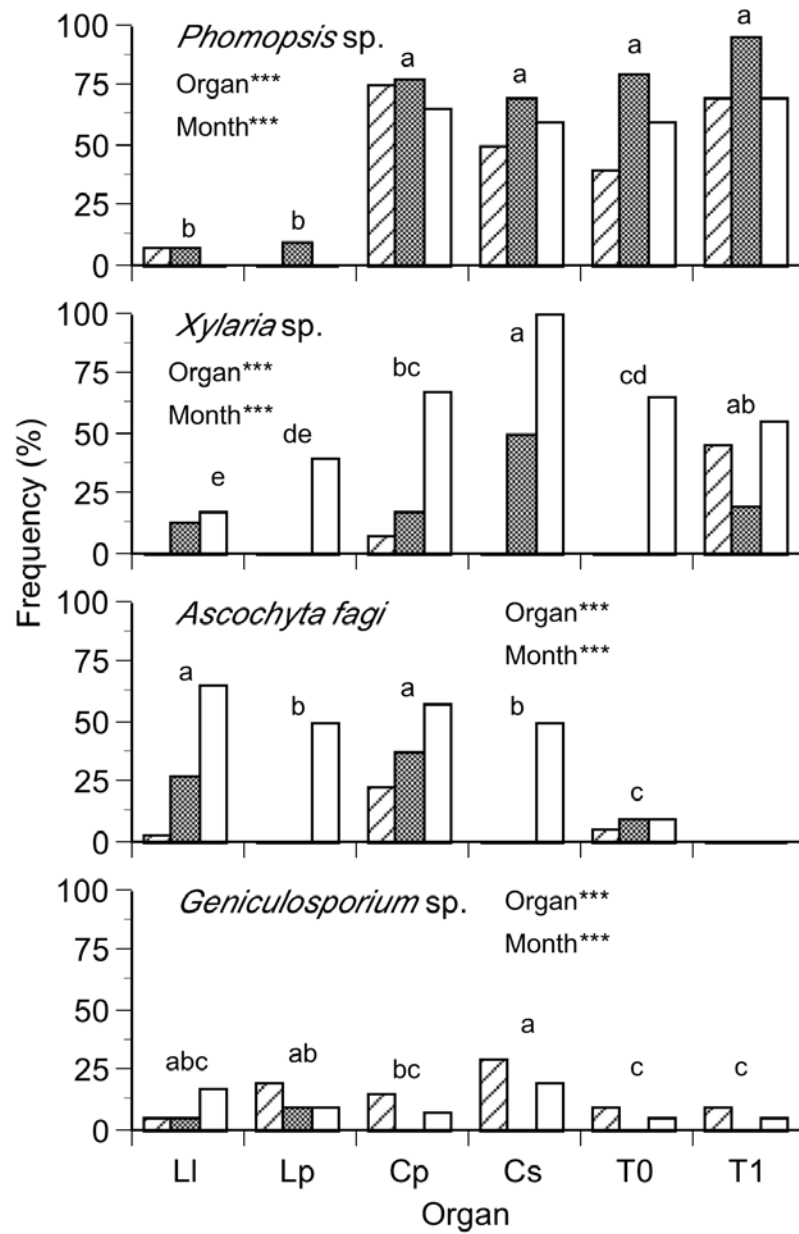 Frequency (%)
100
75
50
25
0
Phomopsis sp.
Organ***
Month***
b
b
a
a
a
a
100
75
50
25
0
Xylaria sp.
Organ***
Month***
e
de
bc
a
cd
ab
100
75
50
25
0
Ascochyta fagi
Organ***
Month***
a
b
a
b
c
100
75
50
25
0
Geniculosporium sp.
Organ***
Month***
abc
ab
bc
a
c
c
Ll Lp Cp Cs T0 T1
Organ